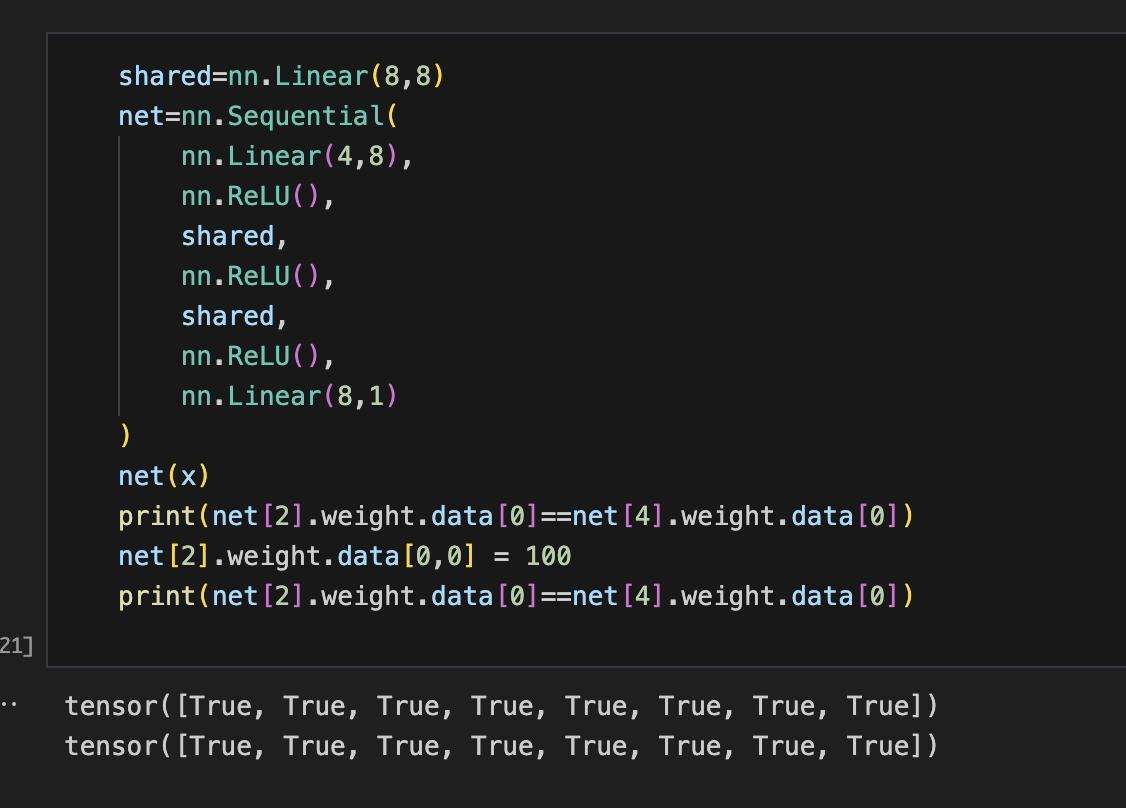 shared=nn.Linear(8,8)
net=nn.Sequential(
    nn.Linear(4,8),
    nn.ReLU(),
    shared,
    nn.ReLU(),
    shared,
    nn.ReLU(),
    nn.Linear(8,1)
)
net(x)
print(net[2].weight.data[0]==net[4].weight.data[0])
net[2].weight.data[0,0] = 100
print(net[2].weight.data[0]==net[4].weight.data[0])
21]
..
tensor([True, True, True, True, True, True, True, True])
tensor([True, True, True, True, True, True, True, True])